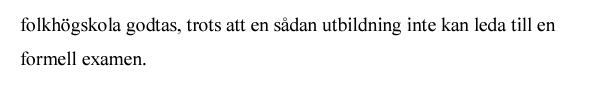 folkhögskola godtas, trots att en sådan utbildning inte kan leda till en
formell examen.